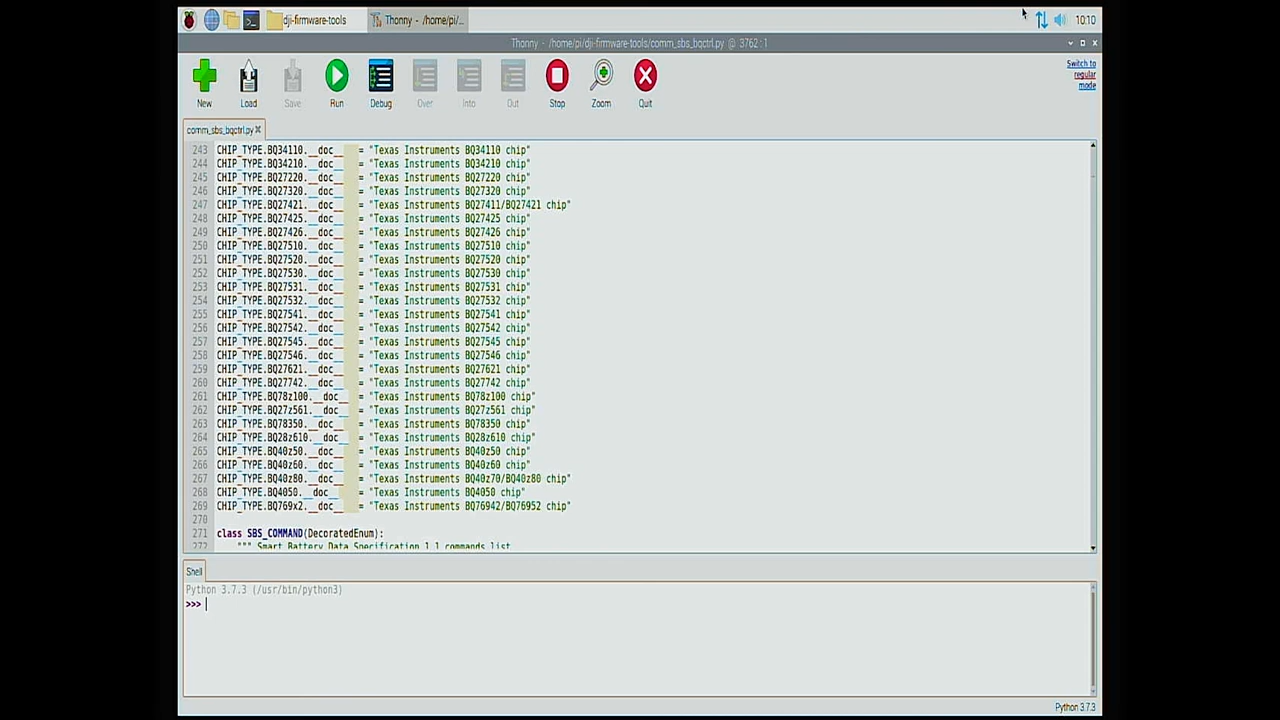 dji-firmware-tools
Thonny - /home/pi/...
10:10
Thonny - /home/pi/dji-firmware-tools/comm_sbs_bqctrl.py @ 3762 : 1
New
Load
Save
Run
Debug
Over
Into
Out
Stop
Zoom
Quit
Switch to
regular
mode
comm_sbs_bqctrl.py
243 CHIP_TYPE.BQ34110.__doc__ = "Texas Instruments BQ34110 chip"
244 CHIP_TYPE.BQ34210.__doc__ = "Texas Instruments BQ34210 chip"
245 CHIP_TYPE.BQ27220.__doc__ = "Texas Instruments BQ27220 chip"
246 CHIP_TYPE.BQ27320.__doc__ = "Texas Instruments BQ27320 chip"
247 CHIP_TYPE.BQ27421.__doc__ = "Texas Instruments BQ27411/BQ27421 chip"
248 CHIP_TYPE.BQ27425.__doc__ = "Texas Instruments BQ27425 chip"
249 CHIP_TYPE.BQ27426.__doc__ = "Texas Instruments BQ27426 chip"
250 CHIP_TYPE.BQ27510.__doc__ = "Texas Instruments BQ27510 chip"
251 CHIP_TYPE.BQ27520.__doc__ = "Texas Instruments BQ27520 chip"
252 CHIP_TYPE.BQ27530.__doc__ = "Texas Instruments BQ27530 chip"
253 CHIP_TYPE.BQ27531.__doc__ = "Texas Instruments BQ27531 chip"
254 CHIP_TYPE.BQ27532.__doc__ = "Texas Instruments BQ27532 chip"
255 CHIP_TYPE.BQ27541.__doc__ = "Texas Instruments BQ27541 chip"
256 CHIP_TYPE.BQ27542.__doc__ = "Texas Instruments BQ27542 chip"
257 CHIP_TYPE.BQ27545.__doc__ = "Texas Instruments BQ27545 chip"
258 CHIP_TYPE.BQ27546.__doc__ = "Texas Instruments BQ27546 chip"
259 CHIP_TYPE.BQ27621.__doc__ = "Texas Instruments BQ27621 chip"
260 CHIP_TYPE.BQ27742.__doc__ = "Texas Instruments BQ27742 chip"
261 CHIP_TYPE.BQ78z100.__doc__ = "Texas Instruments BQ78z100 chip"
262 CHIP_TYPE.BQ27z561.__doc__ = "Texas Instruments BQ27z561 chip"
263 CHIP_TYPE.BQ78350.__doc__ = "Texas Instruments BQ78350 chip"
264 CHIP_TYPE.BQ28z610.__doc__ = "Texas Instruments BQ28z610 chip"
265 CHIP_TYPE.BQ40z50.__doc__ = "Texas Instruments BQ40z50 chip"
266 CHIP_TYPE.BQ40z60.__doc__ = "Texas Instruments BQ40z60 chip"
267 CHIP_TYPE.BQ40z80.__doc__ = "Texas Instruments BQ40z70/BQ40z80 chip"
268 CHIP_TYPE.BQ4050.__doc__ = "Texas Instruments BQ4050 chip"
269 CHIP_TYPE.BQ769x2.__doc__ = "Texas Instruments BQ76942/BQ76952 chip"
270
271 class SBS_COMMAND(DecoratedEnum):
272 """ Smart Battery Data Specification 1.1 commands list
Shell
Python 3.7.3 (/usr/bin/python3)
>>>
Python 3.7.3